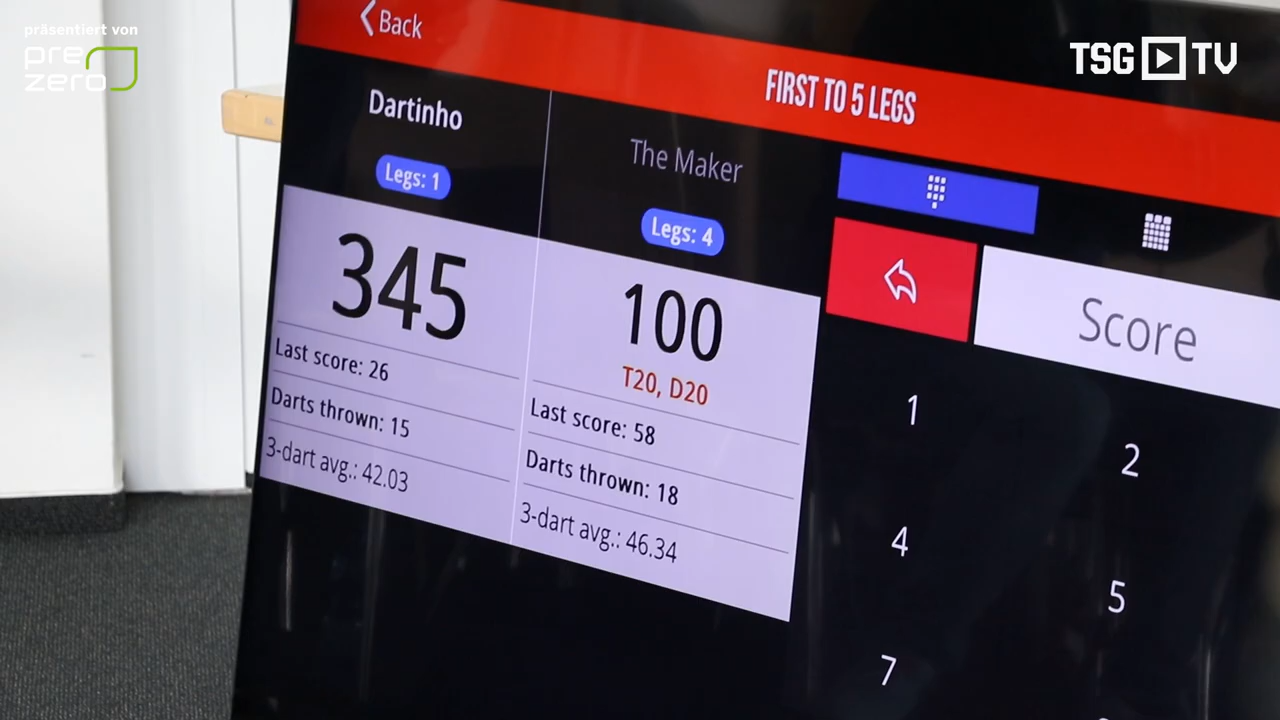 präsentiert von
pre
zero
TSG TV
Back
FIRST TO 5 LEGS
Dartinho
Legs: 1
345
Last score: 26
Darts thrown: 15
3-dart avg.: 42.03
The Maker
Legs: 4
100
T20, D20
Last score: 58
Darts thrown: 18
3-dart avg.: 46.34
Score
1
2
4
5
7